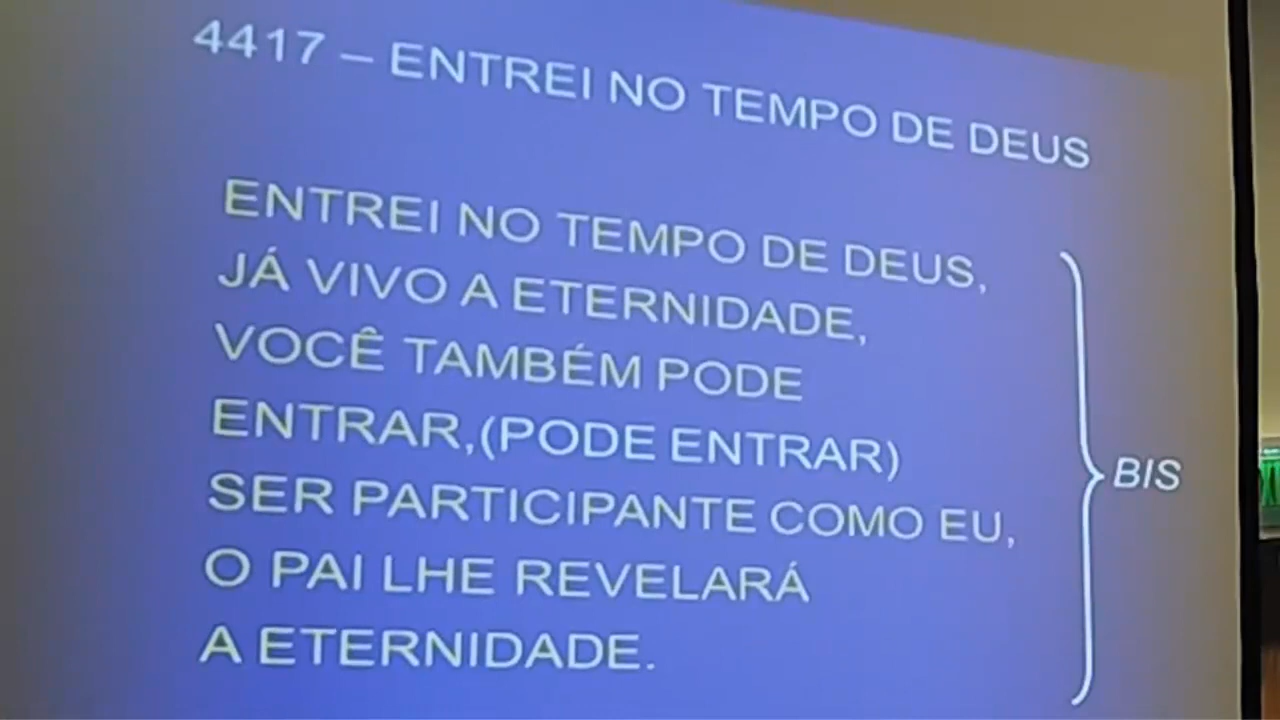 4417 – ENTREI NO TEMPO DE DEUS
ENTREI NO TEMPO DE DEUS,
JÁ VIVO A ETERNIDADE,
VOCÊ TAMBÉM PODE
ENTRAR,(PODE ENTRAR)
SER PARTICIPANTE COMO EU,
O PAI LHE REVELARÁ
A ETERNIDADE.
BIS